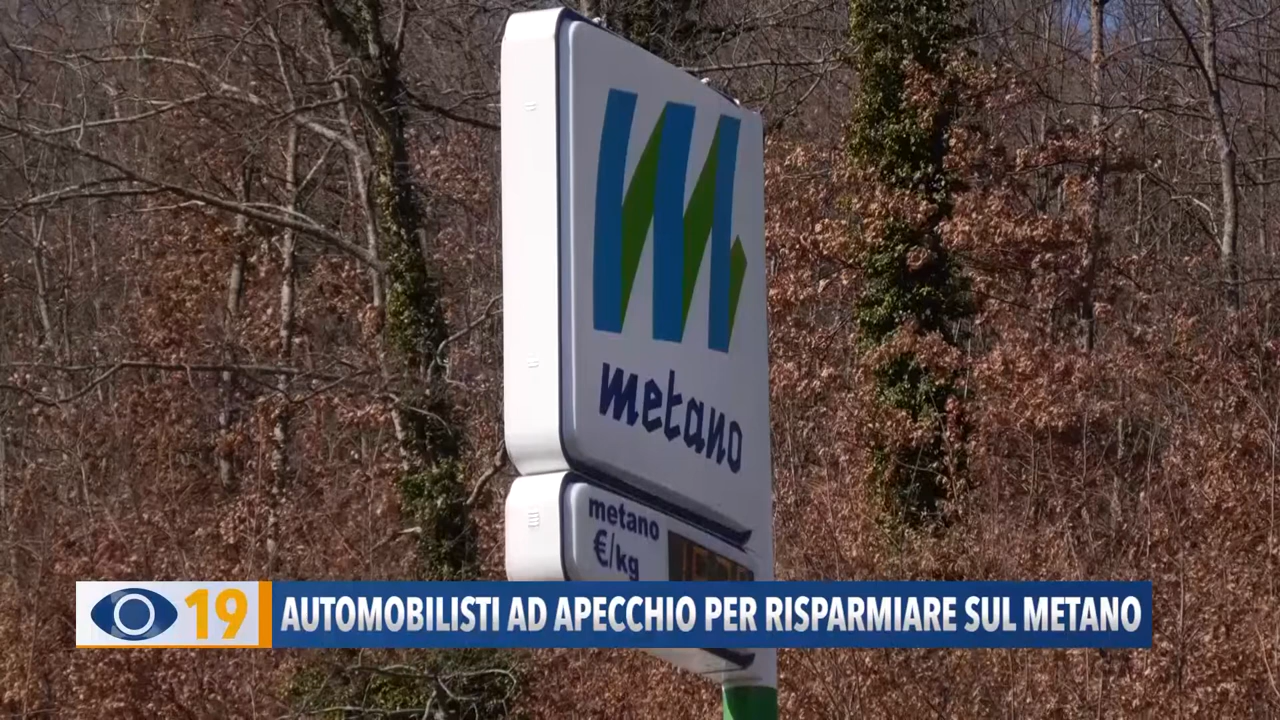 metano
metano
€/kg
19
AUTOMOBILISTI AD APECCHIO PER RISPARMIARE SUL METANO